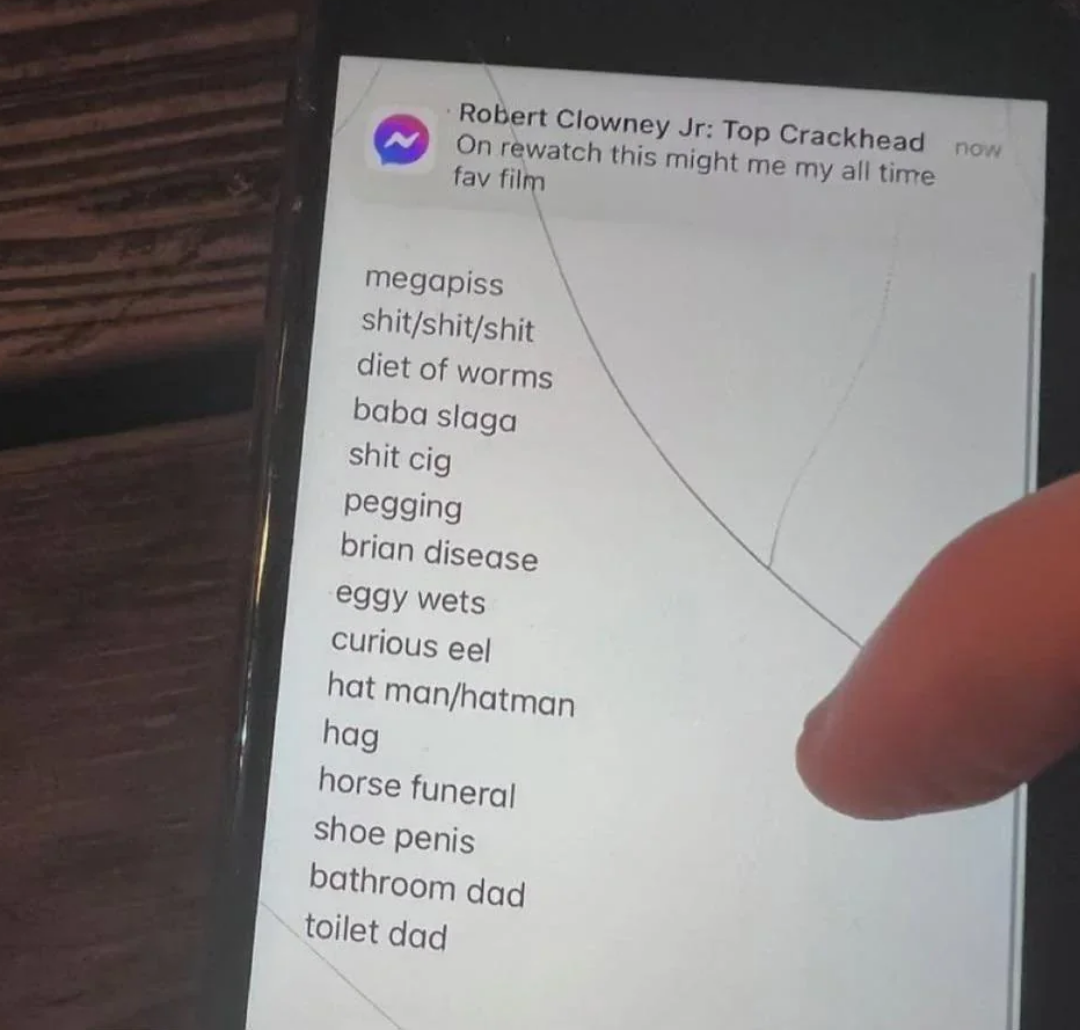 Robert Clowney Jr: Top Crackhead
now
On rewatch this might me my all time
fav film
megapiss
shit/shit/shit
diet of worms
baba slaga
shit cig
pegging
brian disease
eggy wets
curious eel
hat man/hatman
hag
horse funeral
shoe penis
bathroom dad
toilet dad